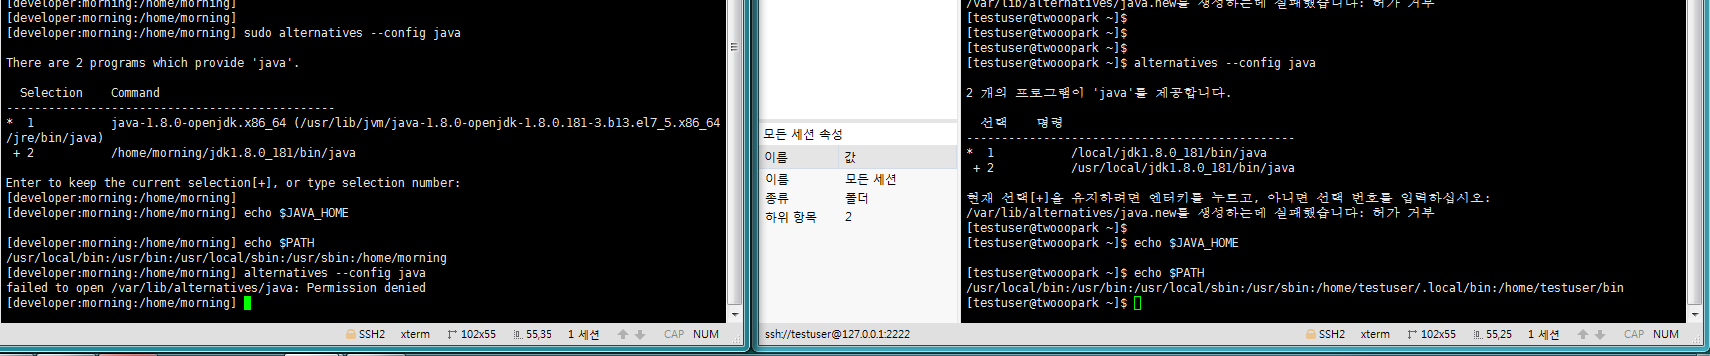 [developer:morning:/home/morning]
[developer:morning:/home/morning]
[developer:morning:/home/morning] sudo alternatives --config java
There are 2 programs which provide 'java'.
  Selection    Command
-----------------------------------------------
*  1           java-1.8.0-openjdk.x86_64 (/usr/lib/jvm/java-1.8.0-openjdk-1.8.0.181-3.b13.el7_5.x86_64
/jre/bin/java)
 + 2           /home/morning/jdk1.8.0_181/bin/java
Enter to keep the current selection[+], or type selection number:
[developer:morning:/home/morning]
[developer:morning:/home/morning] echo $JAVA_HOME
[developer:morning:/home/morning] echo $PATH
/usr/local/bin:/usr/bin:/usr/local/sbin:/usr/sbin:/home/morning
[developer:morning:/home/morning] alternatives --config java
failed to open /var/lib/alternatives/java: Permission denied
[developer:morning:/home/morning]
SSH2 xterm 102x55 55,35 1 세션 CAP NUM
모든 세션 속성
이름 값
이름 모든 세션
종류 폴더
하위 항목 2
/var/lib/alternatives/java.new를 생성하는데 실패했습니다: 허가 거부
[testuser@twooopark ~]$
[testuser@twooopark ~]$
[testuser@twooopark ~]$
[testuser@twooopark ~]$ alternatives --config java
2 개의 프로그램이 'java'를 제공합니다.
  선택    명령
-----------------------------------------------
*  1           /local/jdk1.8.0_181/bin/java
 + 2           /usr/local/jdk1.8.0_181/bin/java
현재 선택[+]을 유지하려면 엔터키를 누르고, 아니면 선택 번호를 입력하십시오:
/var/lib/alternatives/java.new를 생성하는데 실패했습니다: 허가 거부
[testuser@twooopark ~]$
[testuser@twooopark ~]$ echo $JAVA_HOME
[testuser@twooopark ~]$ echo $PATH
/usr/local/bin:/usr/bin:/usr/local/sbin:/usr/sbin:/home/testuser/.local/bin:/home/testuser/bin
[testuser@twooopark ~]$
ssh://testuser@127.0.0.1:2222 SSH2 xterm 102x55 55,25 1 세션 CAP NUM